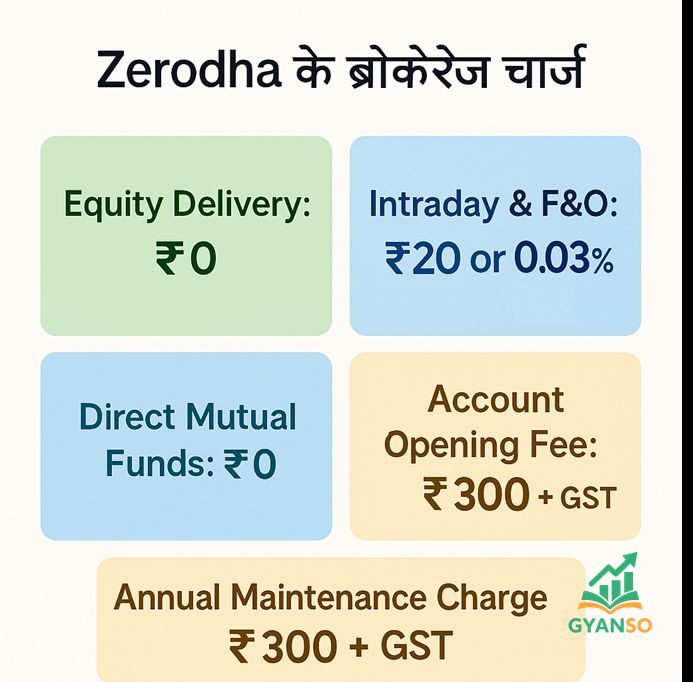 Zerodha के ब्रोकेरेज चार्ज
Equity Delivery:
₹0
Intraday & F&O:
₹20 or 0.03%
Direct Mutual
Funds: ₹0
Account
Opening Fee:
₹300 + GST
Annual Maintenance Charge
₹300 + GST
GYANSO